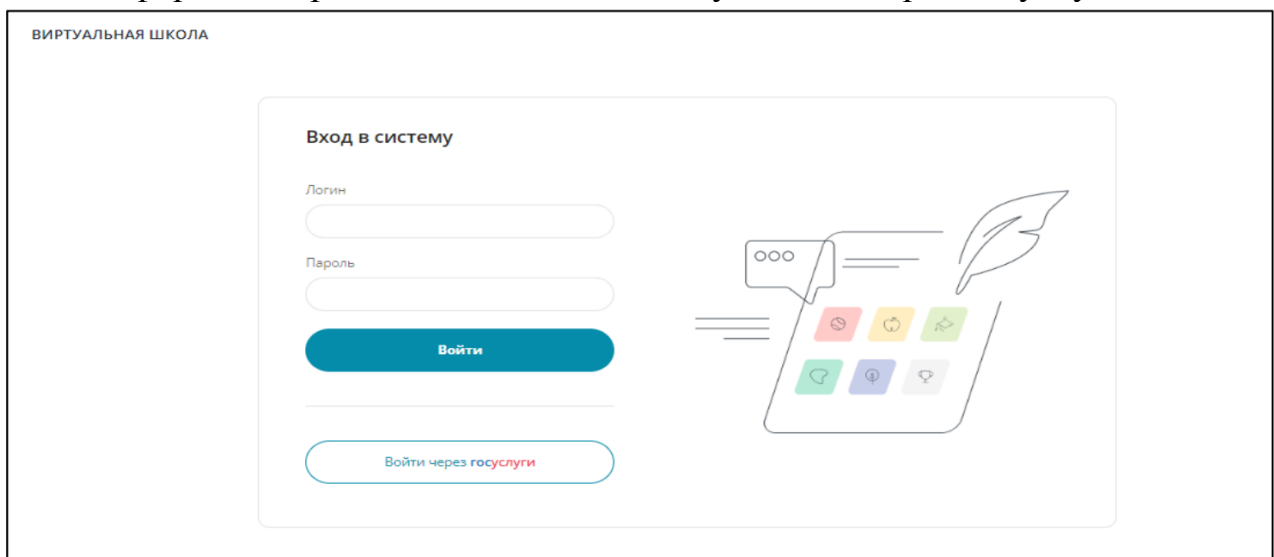 ВИРТУАЛЬНАЯ ШКОЛА
Вход в систему
Логин
Пароль
Войти
Войти через госуслуги